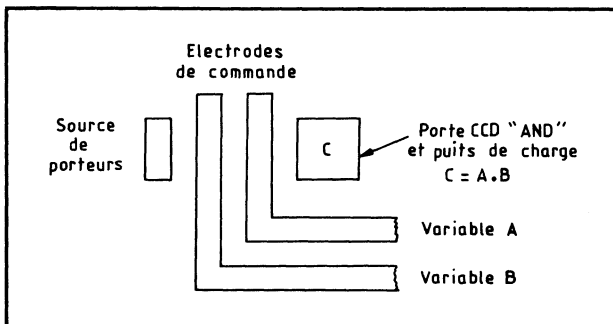 Electrodes
de commande
Source
de
porteurs
C
Porte CCD "AND"
et puits de charge
C = A.B
Variable A
Variable B